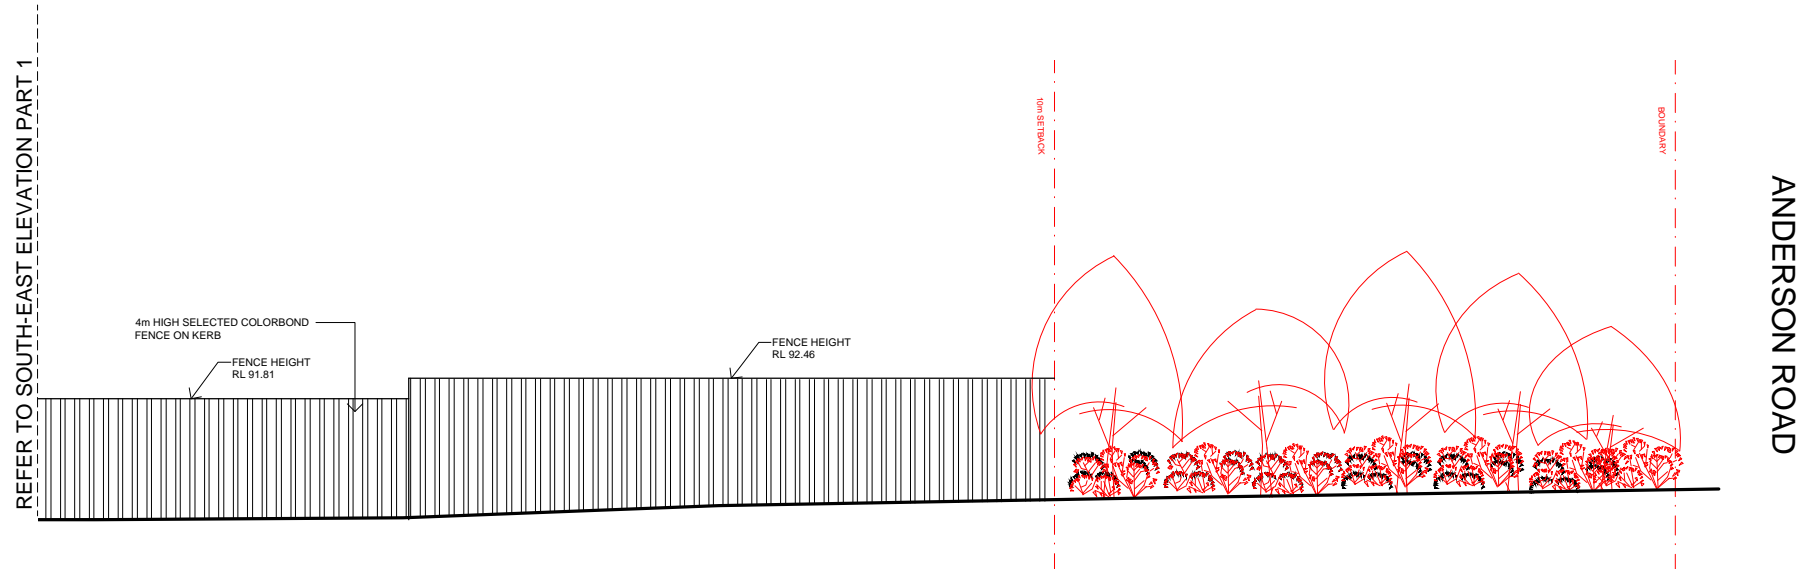 REFER TO SOUTH-EAST ELEVATION PART 1
4m HIGH SELECTED COLORBOND
FENCE ON KERB
FENCE HEIGHT
RL 91.81
FENCE HEIGHT
RL 92.46
10m SETBACK
BOUNDARY
ANDERSON ROAD